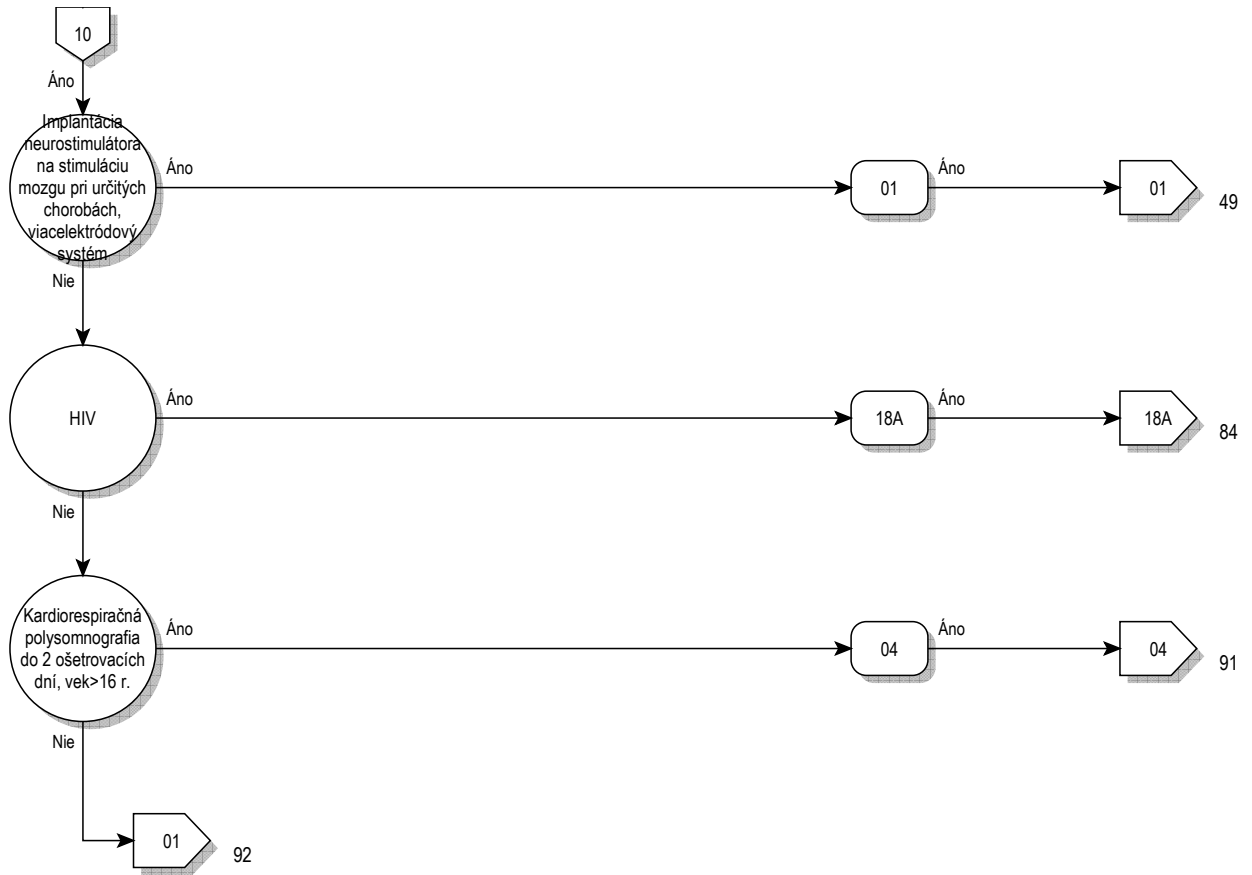 10
Áno
Implantácia
neurostimulátora
na stimuláciu
mozgu pri určitých
chorobách,
viacelektródový
systém
Áno
01
Áno
01
49
Nie
HIV
Áno
18A
Áno
18A
84
Nie
Kardiorespiračná
polysomnografia
do 2 ošetrovacích
dní, vek>16 r.
Áno
04
Áno
04
91
Nie
01
92